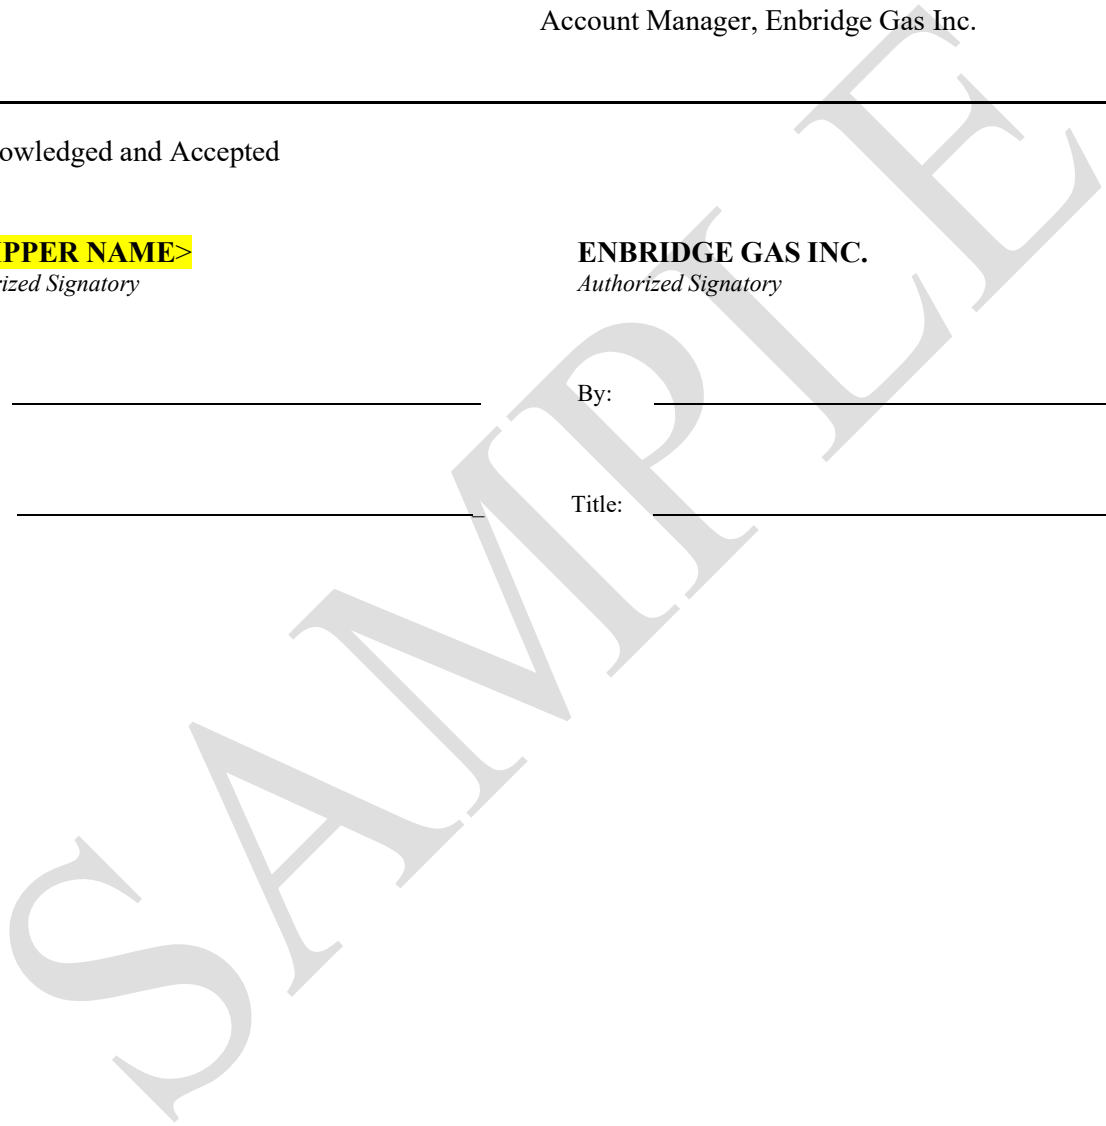 Account Manager, Enbridge Gas Inc.
owledged and Accepted
IPPER NAME>
ENBRIDGE GAS INC.
rized Signatory
Authorized Signatory
By:
Title:
SAMPLE